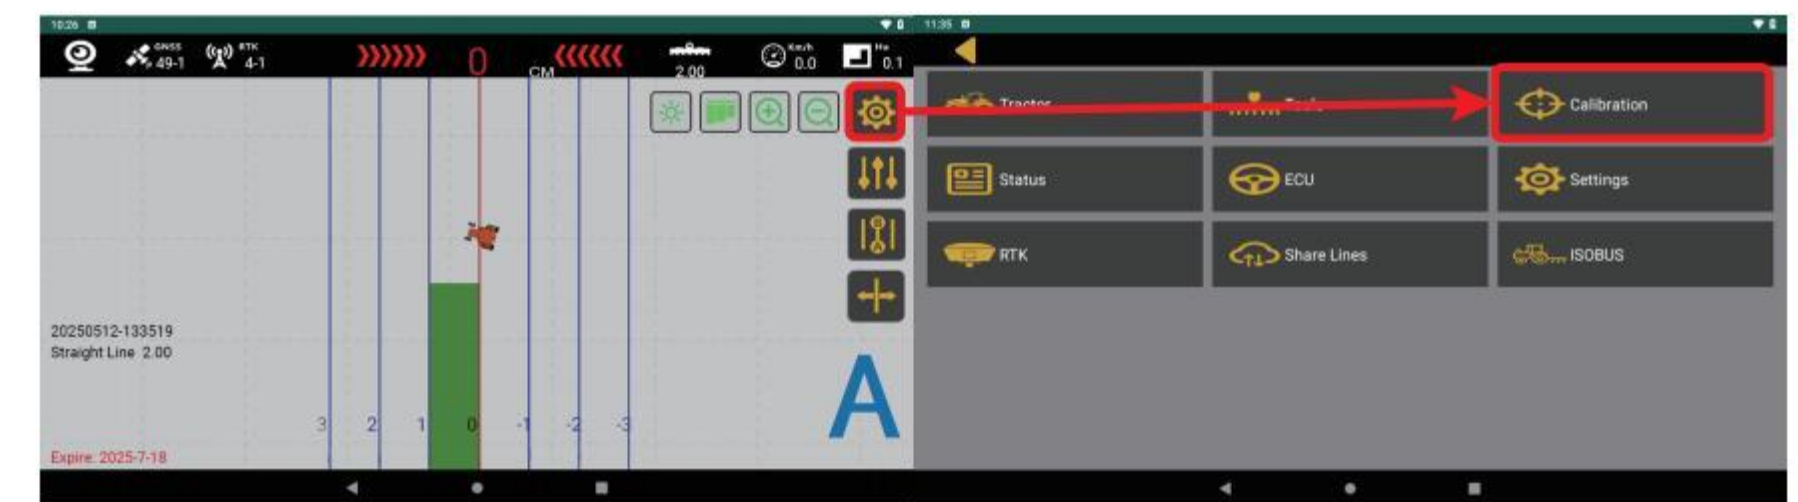 10:26
GNSS
49-1
RTK
4-1
0
CM
2.00
Km/h
0.0
Ha
0.1
20250512-133519
Straight Line 2.00
3 2 1 0 -1 -2 -3
Expire: 2025-7-18
A
11:35
Tractor
Calibration
Status
ECU
Settings
RTK
Share Lines
ISOBUS